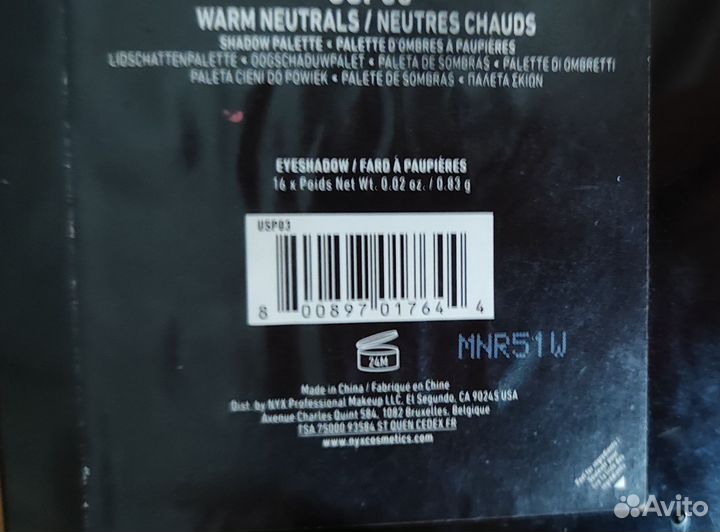 WARM NEUTRALS / NEUTRES CHAUDS
SHADOW PALETTE • PALETTE D'OMBRES À PAUPIÈRES
LIDSCHATTENPALETTE • OOGSCHADUWPALET • PALETA DE SOMBRAS • PALETTE DI OMBRETTI
PALETA CIENI DO POWIEK • PALETE DE SOMBRAS • ΠΑΛΕΤΑ ΣΚΙΩΝ
EYESHADOW / FARD À PAUPIÈRES
16 x Poids Net Wt. 0.02 oz. / 0.83 g
USP03
8 00897 01764 4
24M
MNR51W
Made in China / Fabriqué en Chine
Dist. by NYX Professional Makeup LLC. El Segundo, CA 90245 USA
Avenue Charles Quint 584, 1082 Bruxelles, Belgique
TSA 75000 93584 ST OUEN CEDEX FR
www.nyxcosmetics.com
Avito